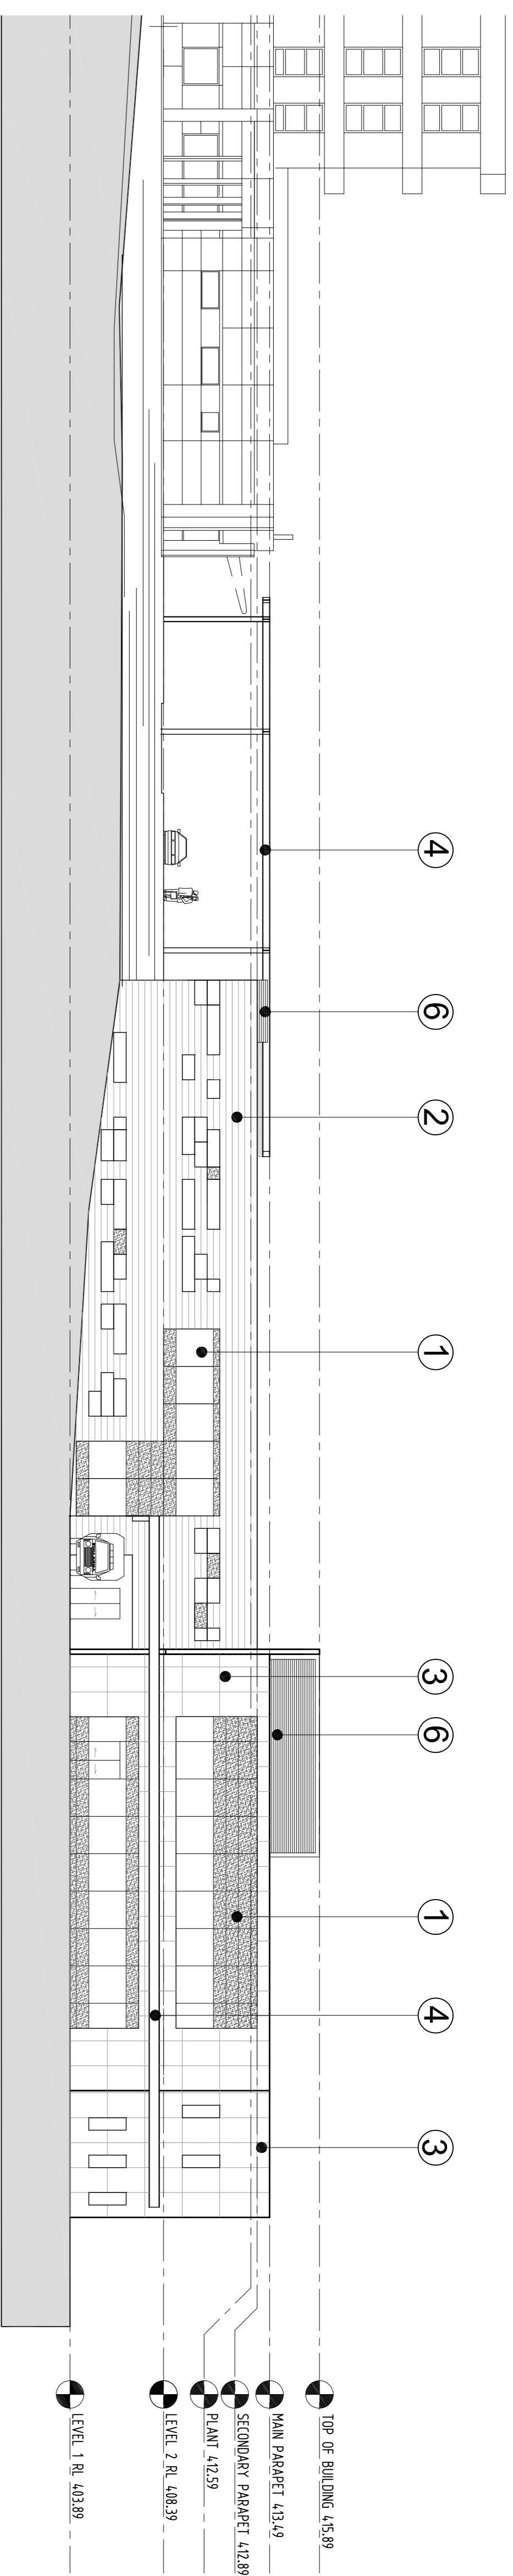 4
6
2
1
3
6
1
4
3
TOP OF BUILDING 415.89
MAIN PARAPET 413.49
SECONDARY PARAPET 412.89
PLANT 412.59
LEVEL 2 RL 408.39
LEVEL 1 RL 403.89